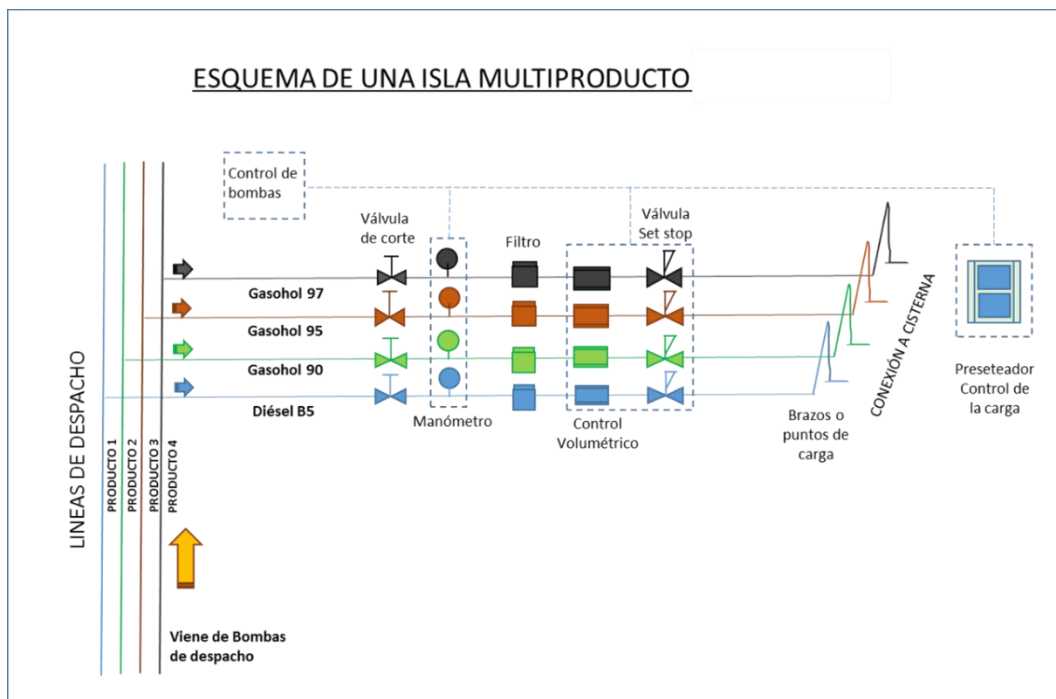 ESQUEMA DE UNA ISLA MULTIPRODUCTO
Control de
bombas
Válvula
de corte
Filtro
Válvula
Set stop
Gasohol 97
Gasohol 95
Gasohol 90
Diésel B5
Manómetro
Control
Volumétrico
Brazos o
puntos de
carga
CONEXIÓN A CISTERNA
Preseteador
Control de
la carga
LINEAS DE DESPACHO
PRODUCTO 1
PRODUCTO 2
PRODUCTO 3
PRODUCTO 4
Viene de Bombas
de despacho